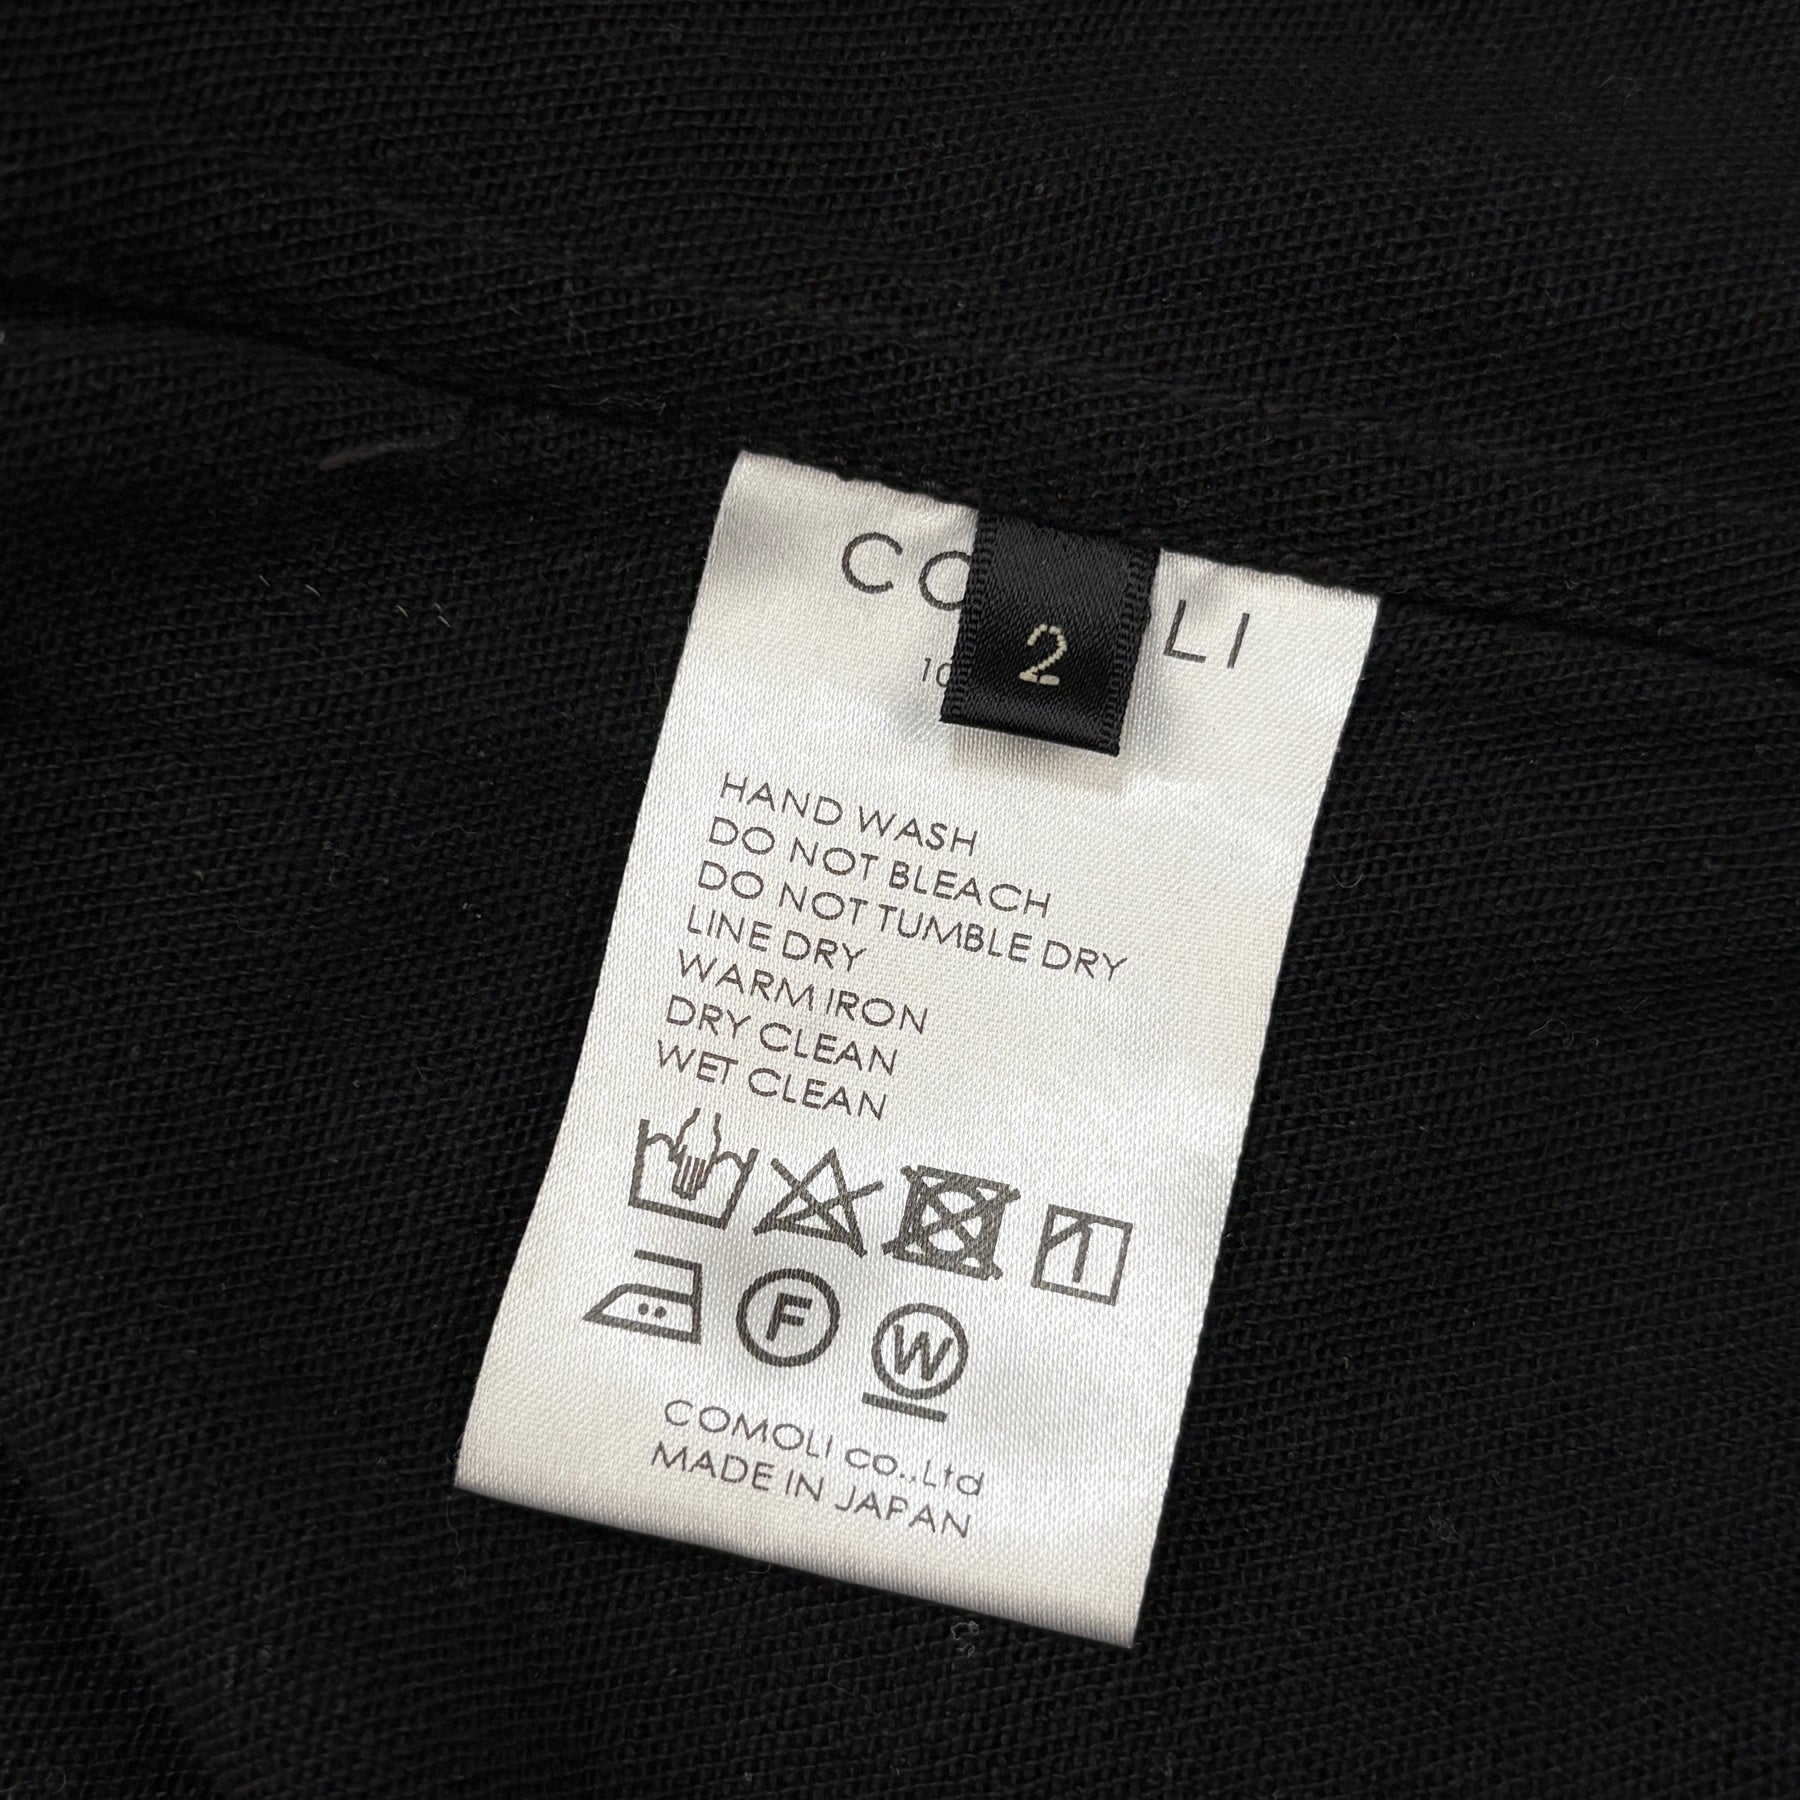 CO LI
2
HAND WASH
DO NOT BLEACH
DO NOT TUMBLE DRY
LINE DRY
WARM IRON
DRY CLEAN
WET CLEAN
F
W
COMOLI co.,Ltd
MADE IN JAPAN